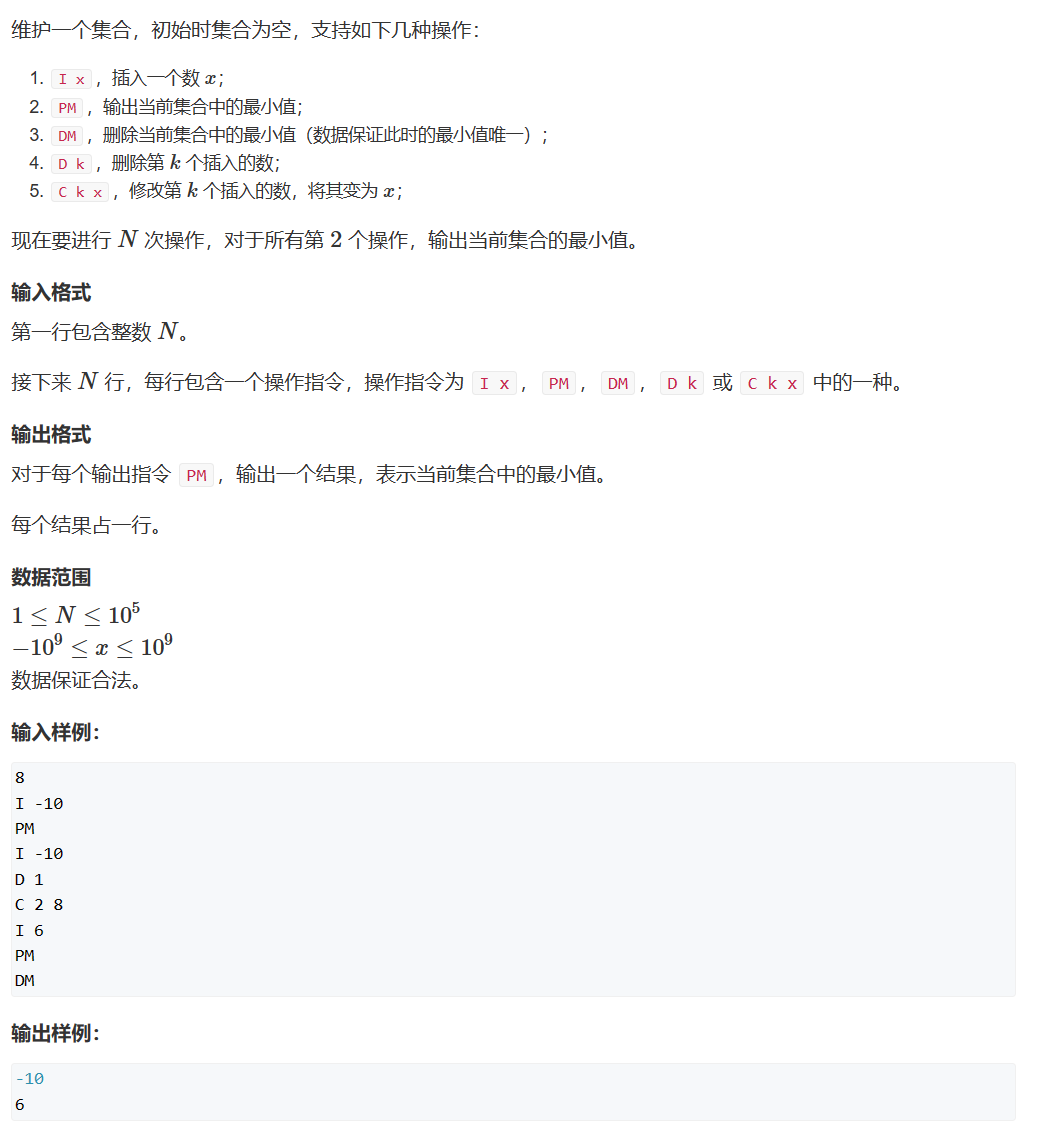 维护一个集合，初始时集合为空，支持如下几种操作：
1. I x，插入一个数 x；
2. PM，输出当前集合中的最小值；
3. DM，删除当前集合中的最小值（数据保证此时的最小值唯一）；
4. D k，删除第 k 个插入的数；
5. C k x，修改第 k 个插入的数，将其变为 x；
现在要进行 N 次操作，对于所有第 2 个操作，输出当前集合的最小值。
输入格式
第一行包含整数 N。
接下来 N 行，每行包含一个操作指令，操作指令为 I x，PM，DM，D k 或 C k x 中的一种。
输出格式
对于每个输出指令 PM，输出一个结果，表示当前集合中的最小值。
每个结果占一行。
数据范围
1 ≤ N ≤ 10⁵
−10⁹ ≤ x ≤ 10⁹
数据保证合法。
输入样例：
8
I -10
PM
I -10
D 1
C 2 8
I 6
PM
DM
输出样例：
-10
6